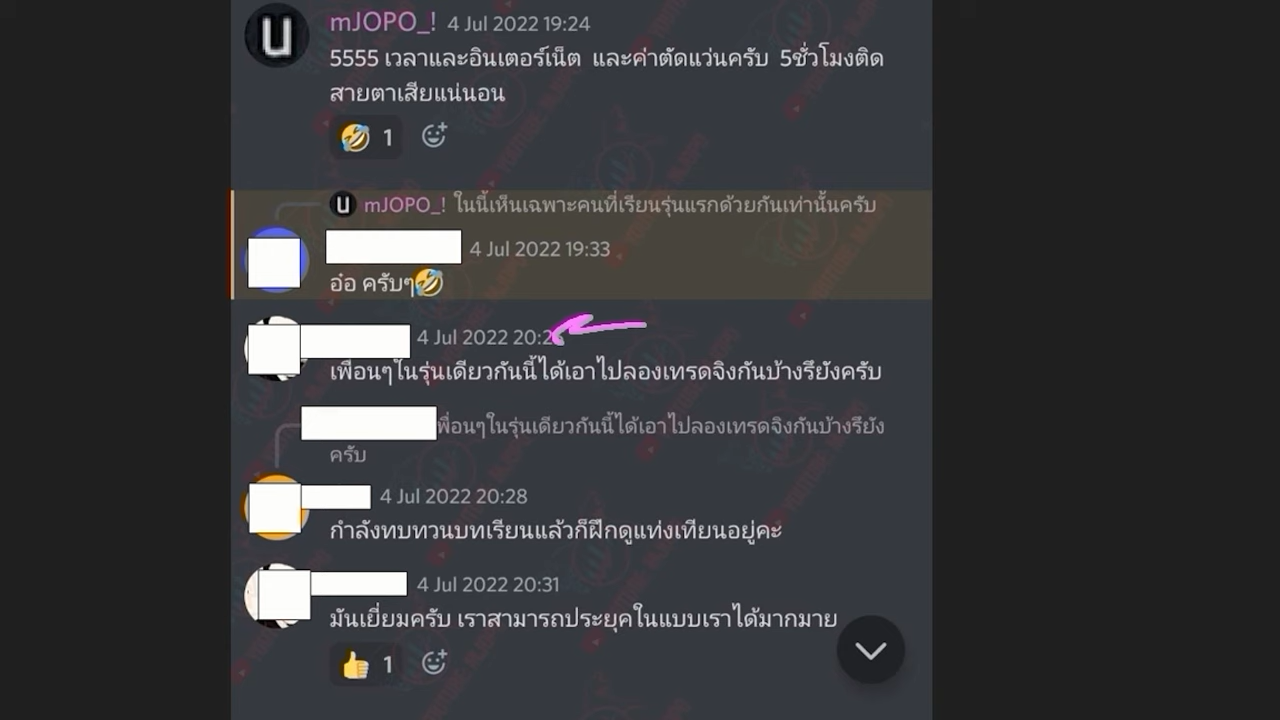 mJOPO_! 4 Jul 2022 19:24
5555 เวลาและอินเตอร์เน็ต และค่าตัดแว่นครับ 5ชั่วโมงติด
สายตาเสียแน่นอน
1
mJOPO_! ในนี้เห็นเฉพาะคนที่เรียนรุ่นแรกด้วยกันเท่านั้นครับ
4 Jul 2022 19:33
อ๋อ ครับๆ
4 Jul 2022
เพื่อนๆในรุ่นเดียวกันนี้ได้เอาไปลองเทรดจิงกันบ้างรึยังครับ
พื่อนๆในรุ่นเดียวกันนี้ได้เอาไปลองเทรดจิงกันบ้างรึยัง
ครับ
4 Jul 2022 20:28
กำลังทบทวนบทเรียนแล้วก็ฝึกดูแท่งเทียนอยู่คะ
4 Jul 2022 20:31
มันเยี่ยมครับ เราสามารถประยุคในแบบเราได้มากมาย
1